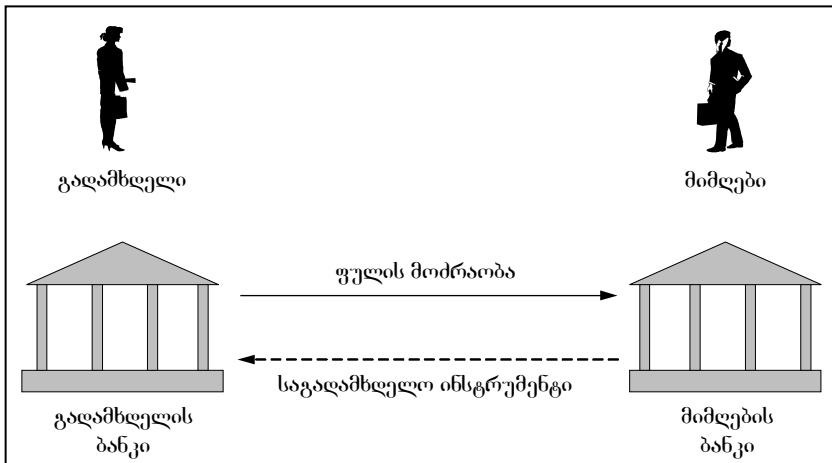 გადამხდელი
მიმღები
ფულის მოძრაობა
საგადამხდელო ინსტრუმენტი
გადამხდელის
ბანკი
მიმღების
ბანკი